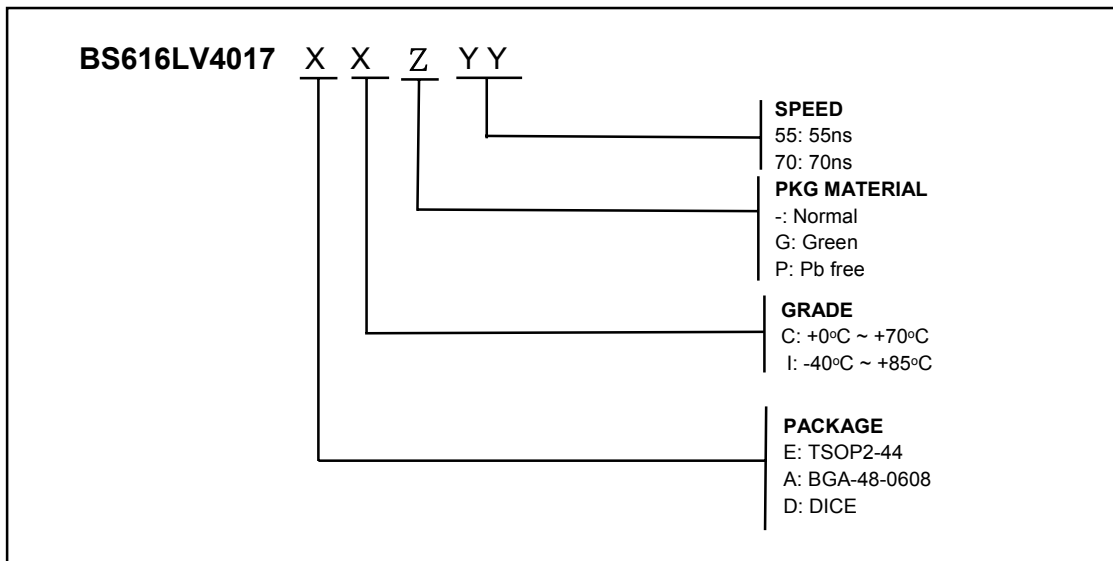 BS616LV4017 X X Z Y Y
SPEED
55: 55ns
70: 70ns
PKG MATERIAL
-: Normal
G: Green
P: Pb free
GRADE
C: +0oC ~ +70oC
I: -40oC ~ +85oC
PACKAGE
E: TSOP2-44
A: BGA-48-0608
D: DICE